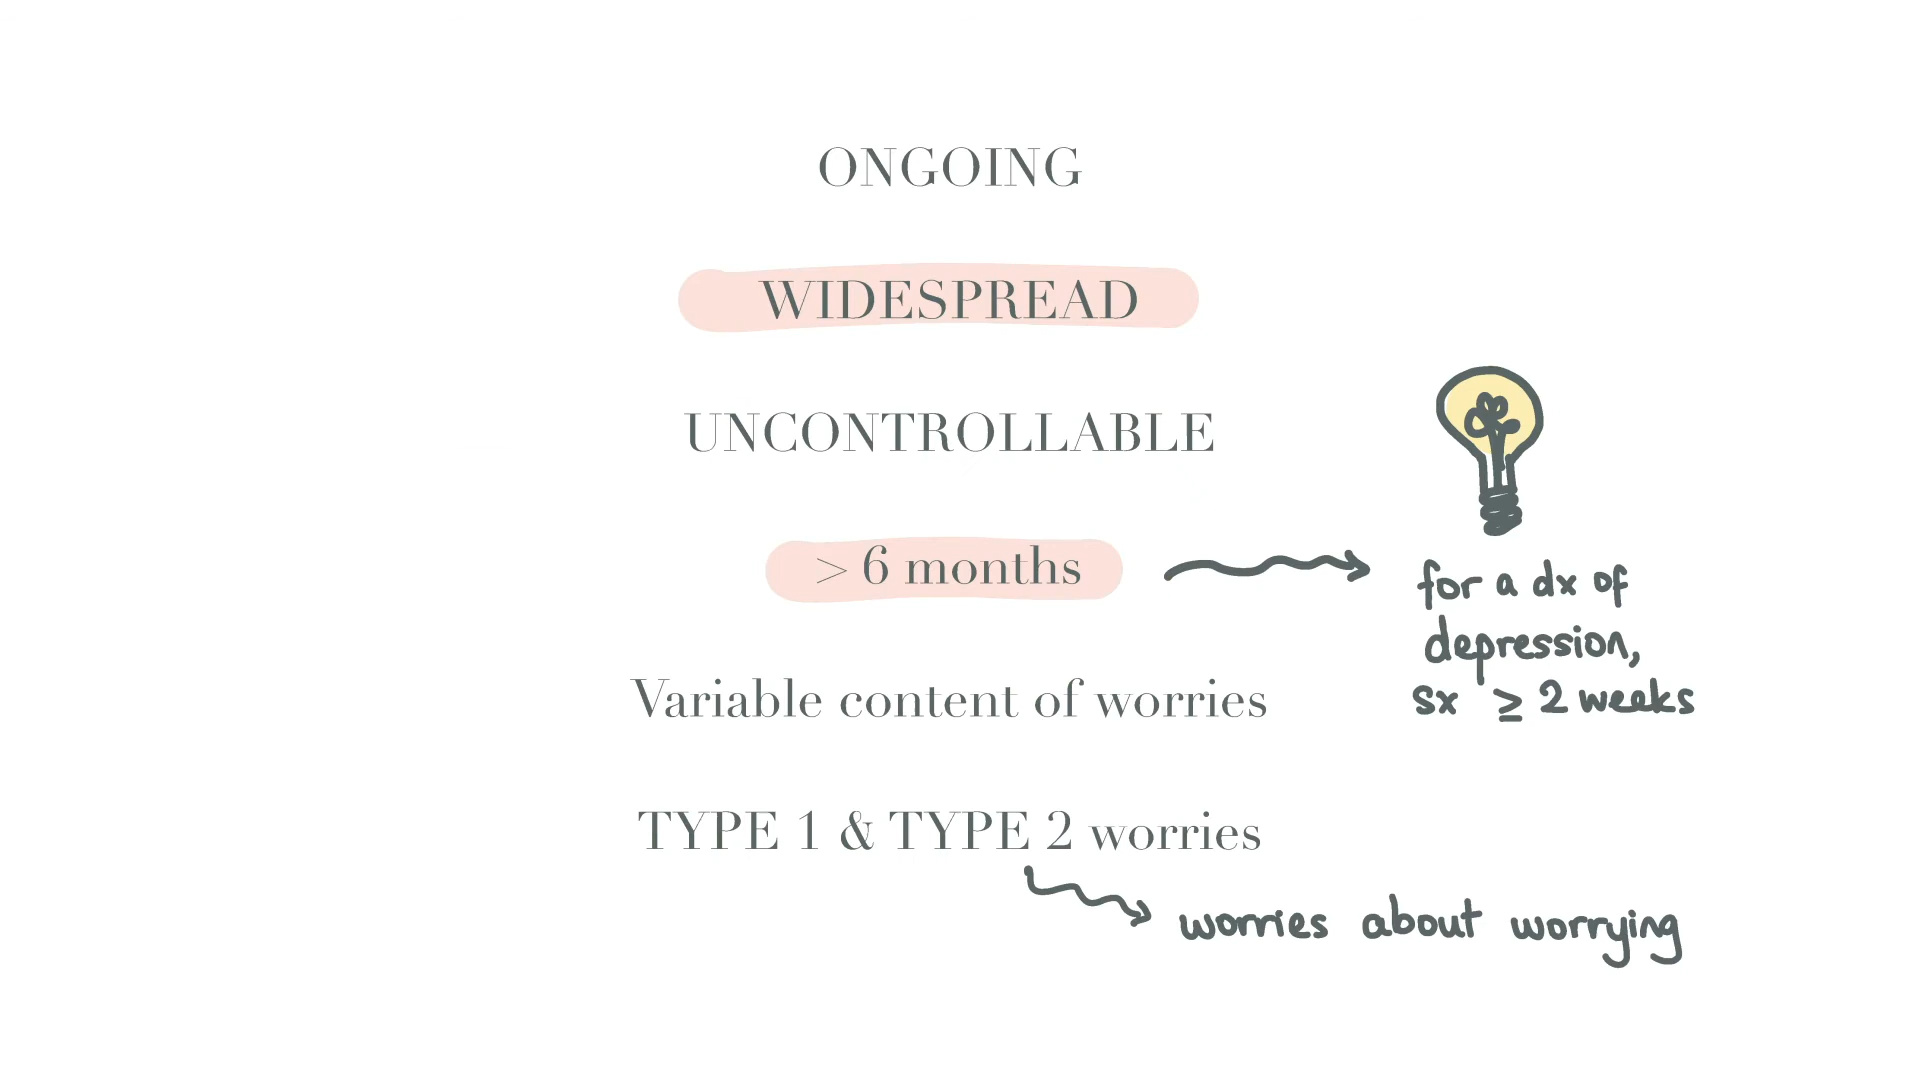 ONGOING
WIDESPREAD
UNCONTROLLABLE
> 6 months
for a dx of
depression,
sx ≥ 2 weeks
Variable content of worries
TYPE 1 & TYPE 2 worries
worries about worrying